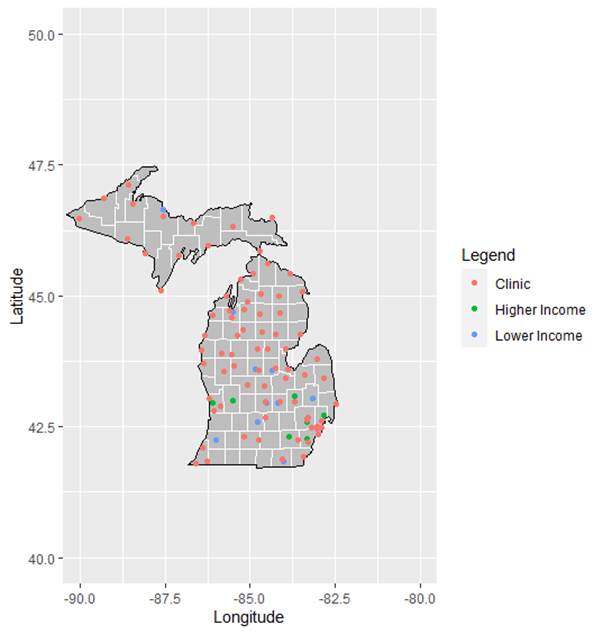 50.0
47.5
45.0
42.5
40.0
Latitude
-90.0 -87.5 -85.0 -82.5 -80.0
Longitude
Legend
Clinic
Higher Income
Lower Income